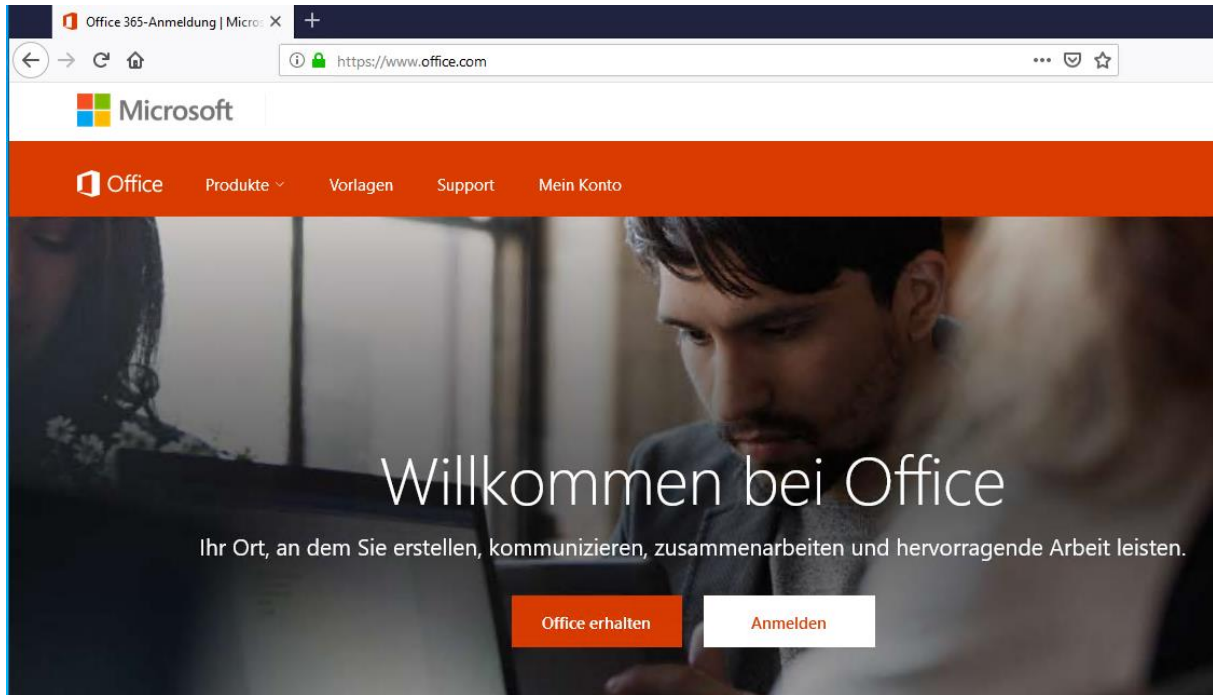 Office 365-Anmeldung | Micros
https://www.office.com
Microsoft
Office Produkte Vorlagen Support Mein Konto
Willkommen bei Office
Ihr Ort, an dem Sie erstellen, kommunizieren, zusammenarbeiten und hervorragende Arbeit leisten.
Office erhalten Anmelden